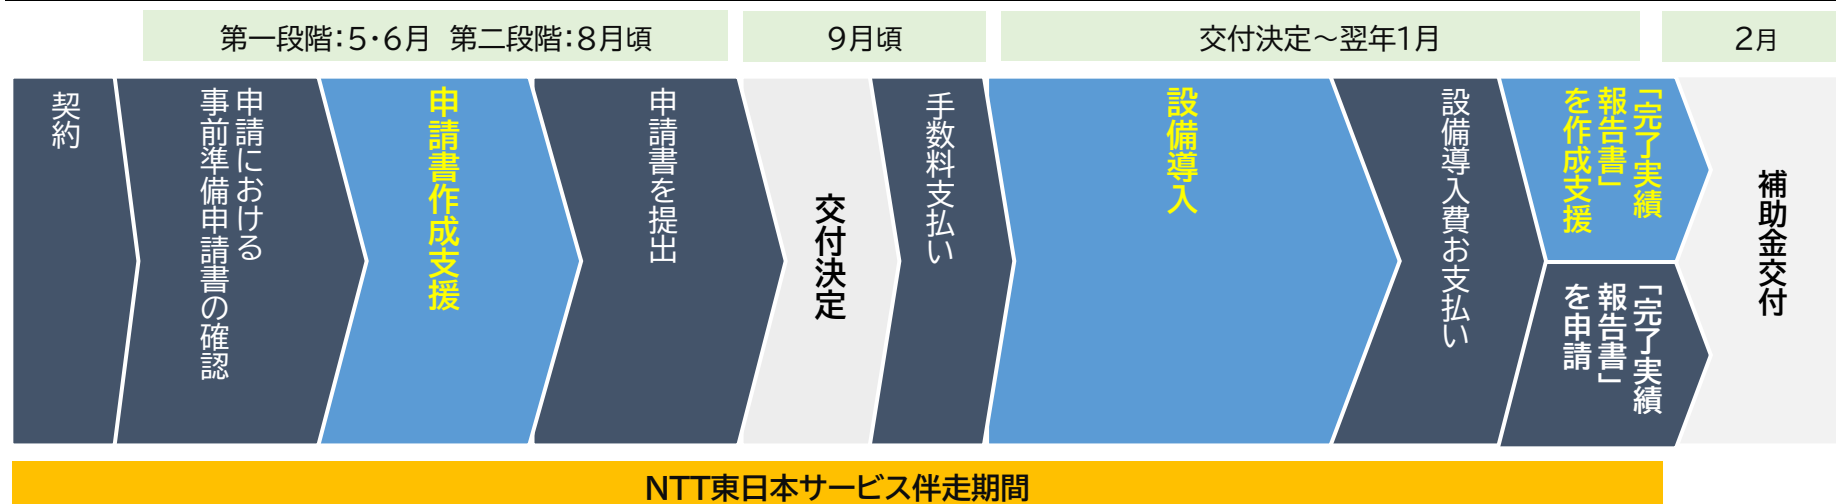 第一段階：5・6月　第二段階：8月頃
9月頃
交付決定～翌年1月
2月
契約
申請における
事前準備申請書の確認
申請書作成支援
申請書を提出
交付決定
手数料支払い
設備導入
設備導入費お支払い
「完了実績
報告書」
を作成支援
「完了実績
報告書」
を申請
補助金交付
NTT東日本サービス伴走期間